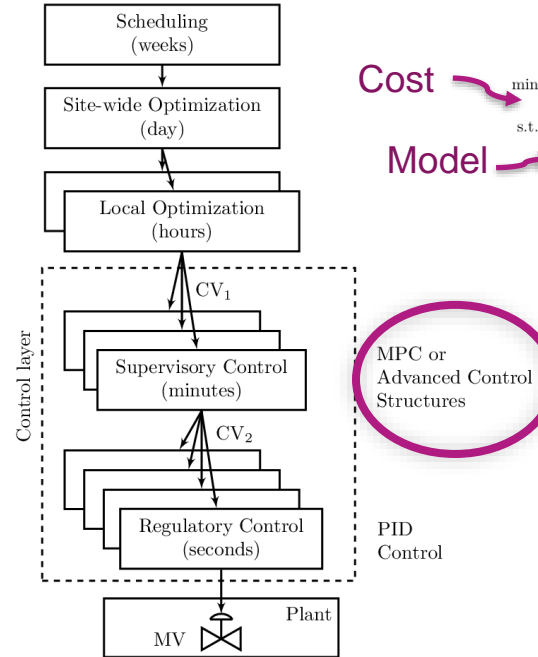 Scheduling
(weeks)
Site-wide Optimization
(day)
Local Optimization
(hours)
Cost
min
s.t.
Model
CV1
Control layer
Supervisory Control
(minutes)
MPC or
Advanced Control
Structures
CV2
Regulatory Control
(seconds)
PID
Control
Plant
MV